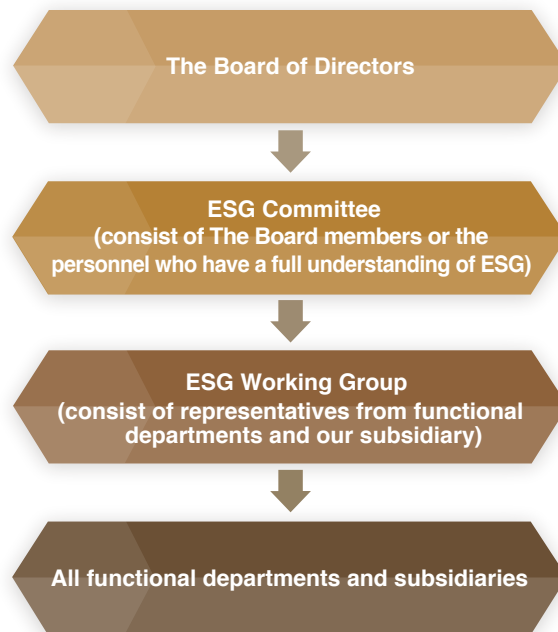 The Board of Directors
ESG Committee
(consist of The Board members or the
personnel who have a full understanding of ESG)
ESG Working Group
(consist of representatives from functional
departments and our subsidiary)
All functional departments and subsidiaries